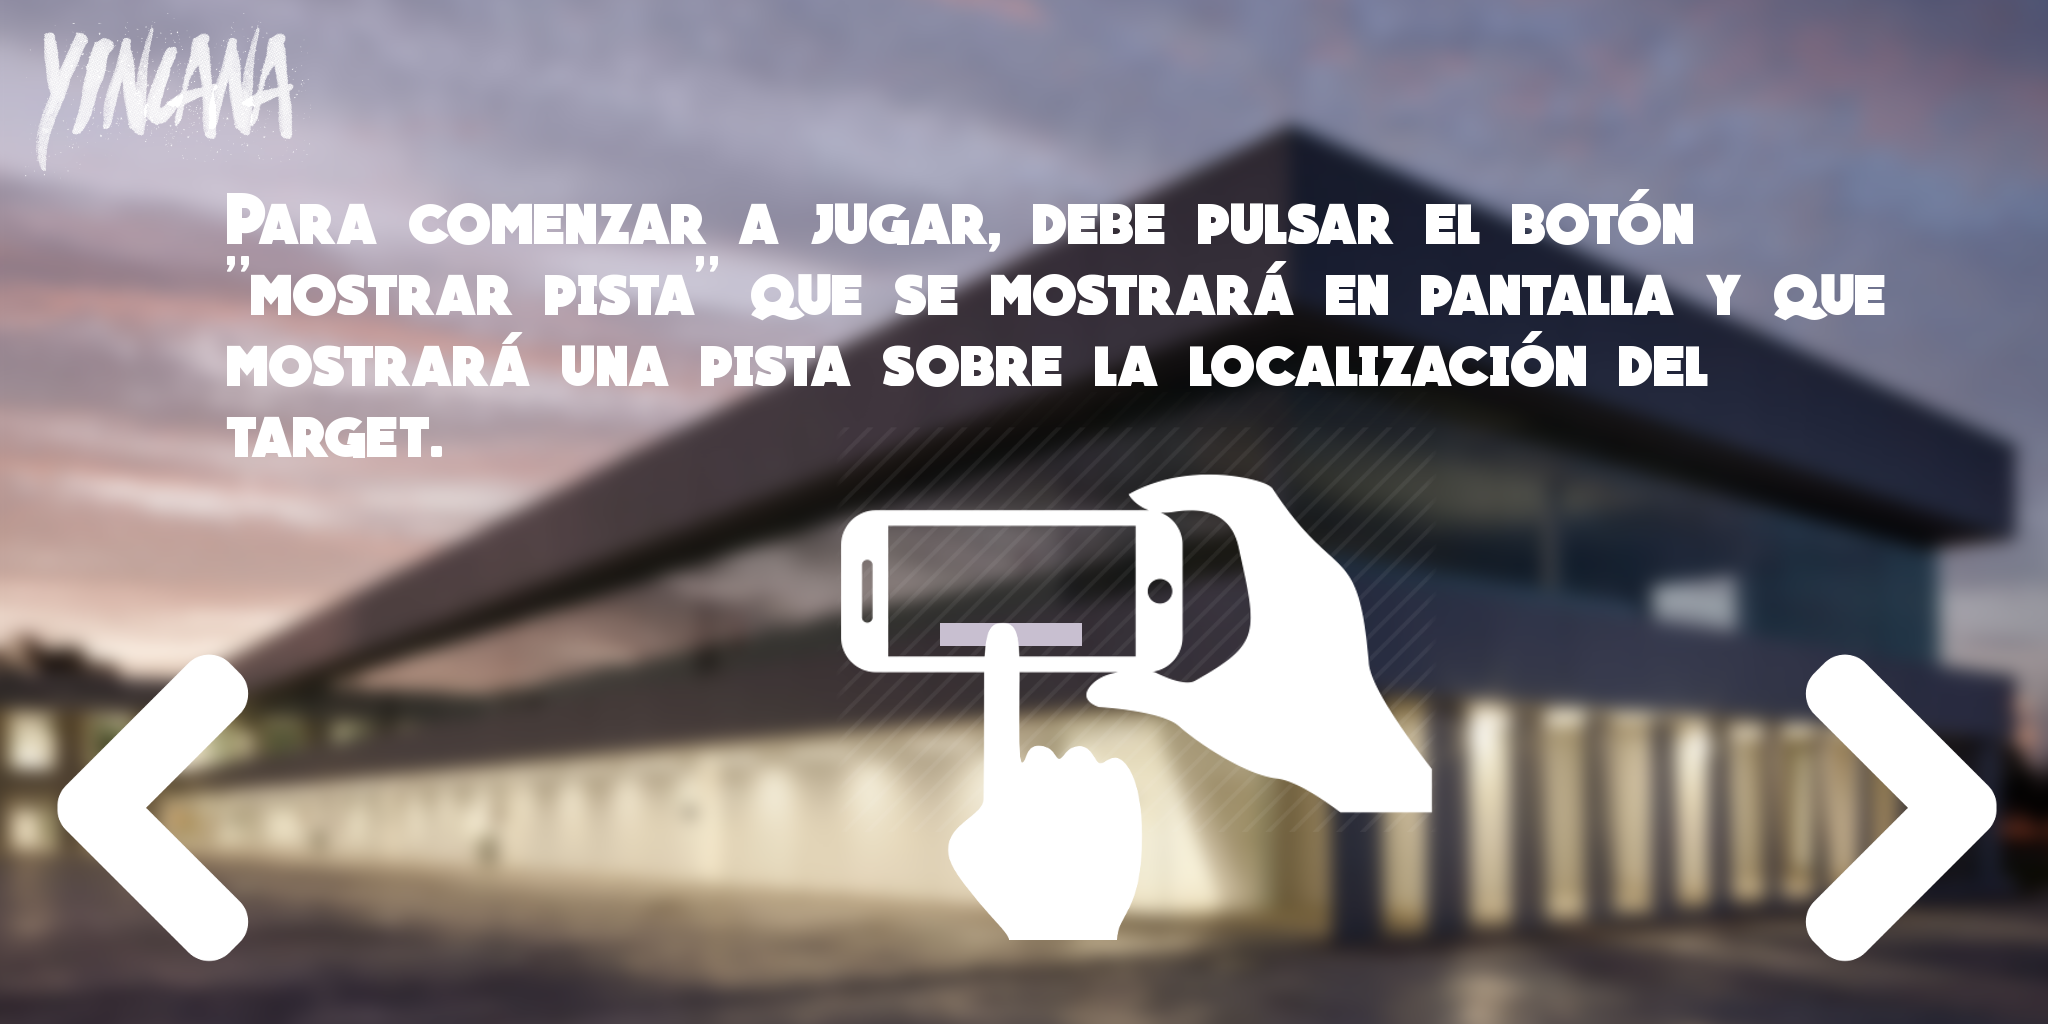 YINCANA
Para comenzar a jugar, debe pulsar el botón
"mostrar pista" que se mostrará en pantalla y que
mostrará una pista sobre la localización del
target.